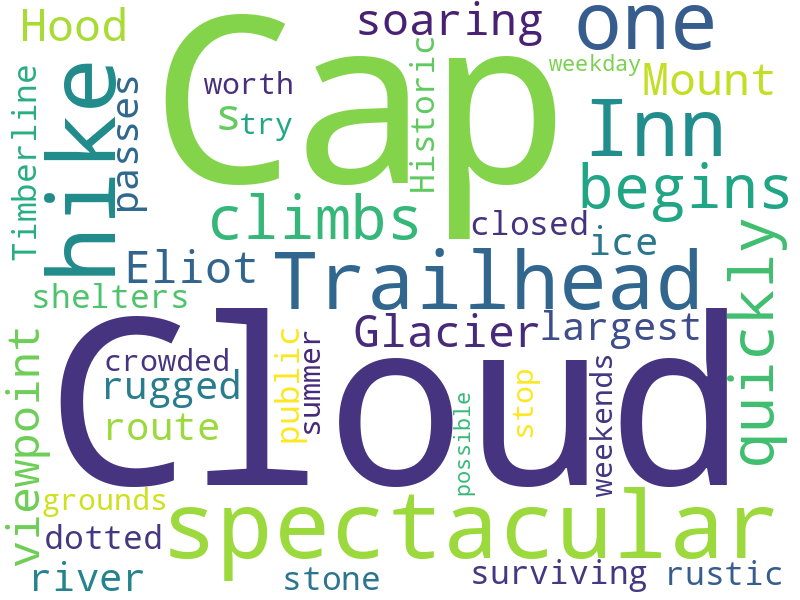 Hood
soaring
one
Cap
weekday
worth
Mount
hike
Timberline
passes
Historic
s
try
Inn
begins
climbs
closed
ice
Eliot
Trailhead
quickly
shelters
Cloud
Glacier
largest
viewpoint
crowded
public
summer
rugged
route
stop
weekends
possible
grounds
spectacular
dotted
river
stone
surviving
rustic